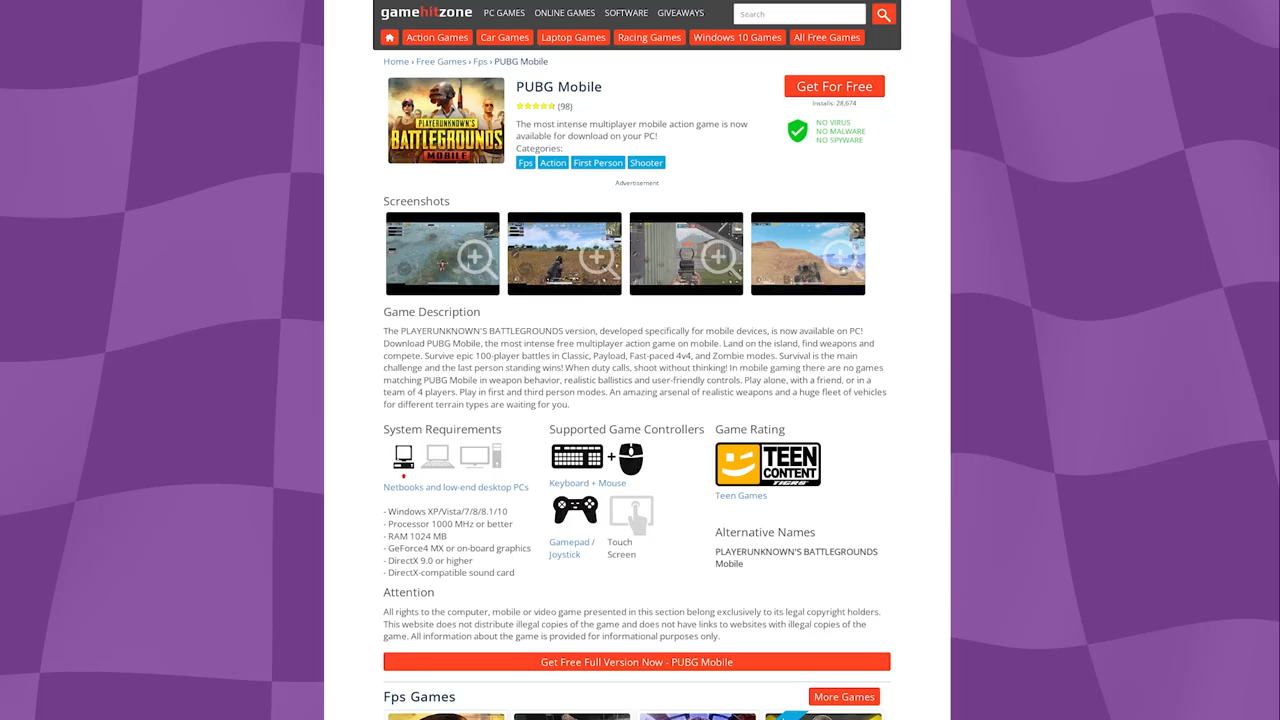 gamehitzone PC GAMES ONLINE GAMES SOFTWARE GIVEAWAYS Search
Action Games Car Games Laptop Games Racing Games Windows 10 Games All Free Games
Home › Free Games › Fps › PUBG Mobile
PLAYERUNKNOWN'S
BATTLEGROUNDS
MOBILE
PUBG Mobile
(98)
The most intense multiplayer mobile action game is now
available for download on your PC!
Categories:
Fps Action First Person Shooter
Get For Free
Installs: 28,674
NO VIRUS
NO MALWARE
NO SPYWARE
Advertisement
Screenshots
Game Description
The PLAYERUNKNOWN'S BATTLEGROUNDS version, developed specifically for mobile devices, is now available on PC!
Download PUBG Mobile, the most intense free multiplayer action game on mobile. Land on the island, find weapons and
compete. Survive epic 100-player battles in Classic, Payload, Fast-paced 4v4, and Zombie modes. Survival is the main
challenge and the last person standing wins! When duty calls, shoot without thinking! In mobile gaming there are no games
matching PUBG Mobile in weapon behavior, realistic ballistics and user-friendly controls. Play alone, with a friend, or in a
team of 4 players. Play in first and third person modes. An amazing arsenal of realistic weapons and a huge fleet of vehicles
for different terrain types are waiting for you.
System Requirements
Netbooks and low-end desktop PCs
- Windows XP/Vista/7/8/8.1/10
- Processor 1000 MHz or better
- RAM 1024 MB
- GeForce4 MX or on-board graphics
- DirectX 9.0 or higher
- DirectX-compatible sound card
Supported Game Controllers
Keyboard + Mouse
Gamepad /
Joystick
Touch
Screen
Game Rating
TEEN
CONTENT
TIGRS
Teen Games
Alternative Names
PLAYERUNKNOWN'S BATTLEGROUNDS
Mobile
Attention
All rights to the computer, mobile or video game presented in this section belong exclusively to its legal copyright holders.
This website does not distribute illegal copies of the game and does not have links to websites with illegal copies of the
game. All information about the game is provided for informational purposes only.
Get Free Full Version Now - PUBG Mobile
Fps Games
More Games